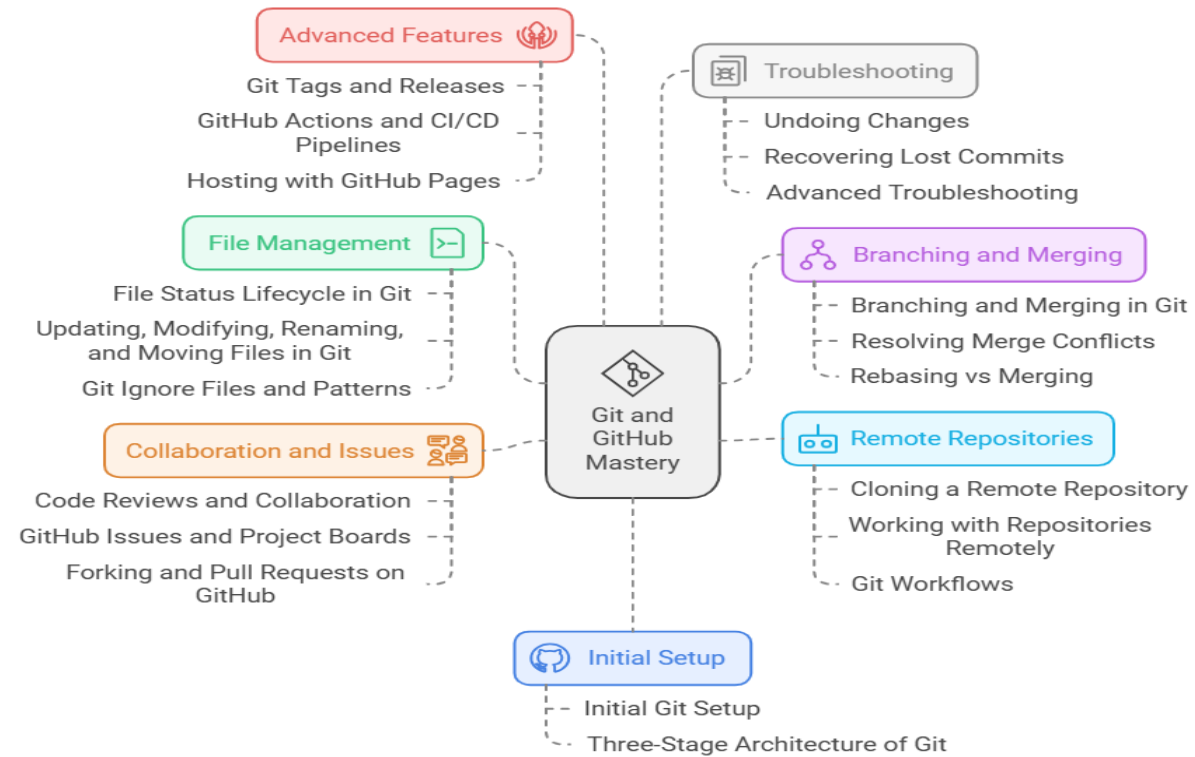 Advanced Features
Git Tags and Releases
GitHub Actions and CI/CD
Pipelines
Hosting with GitHub Pages
Troubleshooting
Undoing Changes
Recovering Lost Commits
Advanced Troubleshooting
File Management
File Status Lifecycle in Git
Updating, Modifying, Renaming,
and Moving Files in Git
Git Ignore Files and Patterns
Branching and Merging
Branching and Merging in Git
Resolving Merge Conflicts
Rebasing vs Merging
Git and
GitHub
Mastery
Collaboration and Issues
Code Reviews and Collaboration
GitHub Issues and Project Boards
Forking and Pull Requests on
GitHub
Remote Repositories
Cloning a Remote Repository
Working with Repositories
Remotely
Git Workflows
Initial Setup
Initial Git Setup
Three-Stage Architecture of Git